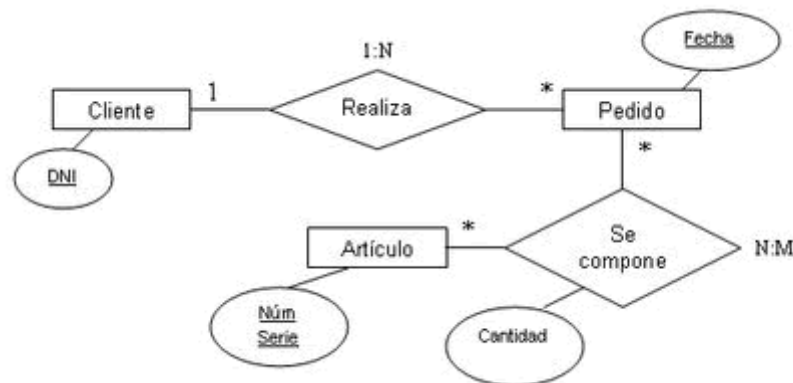 Fecha
1:N
1
*
Cliente
Realiza
Pedido
DNI
*
*
Se
compone
Artículo
N:M
Núm
Serie
Cantidad